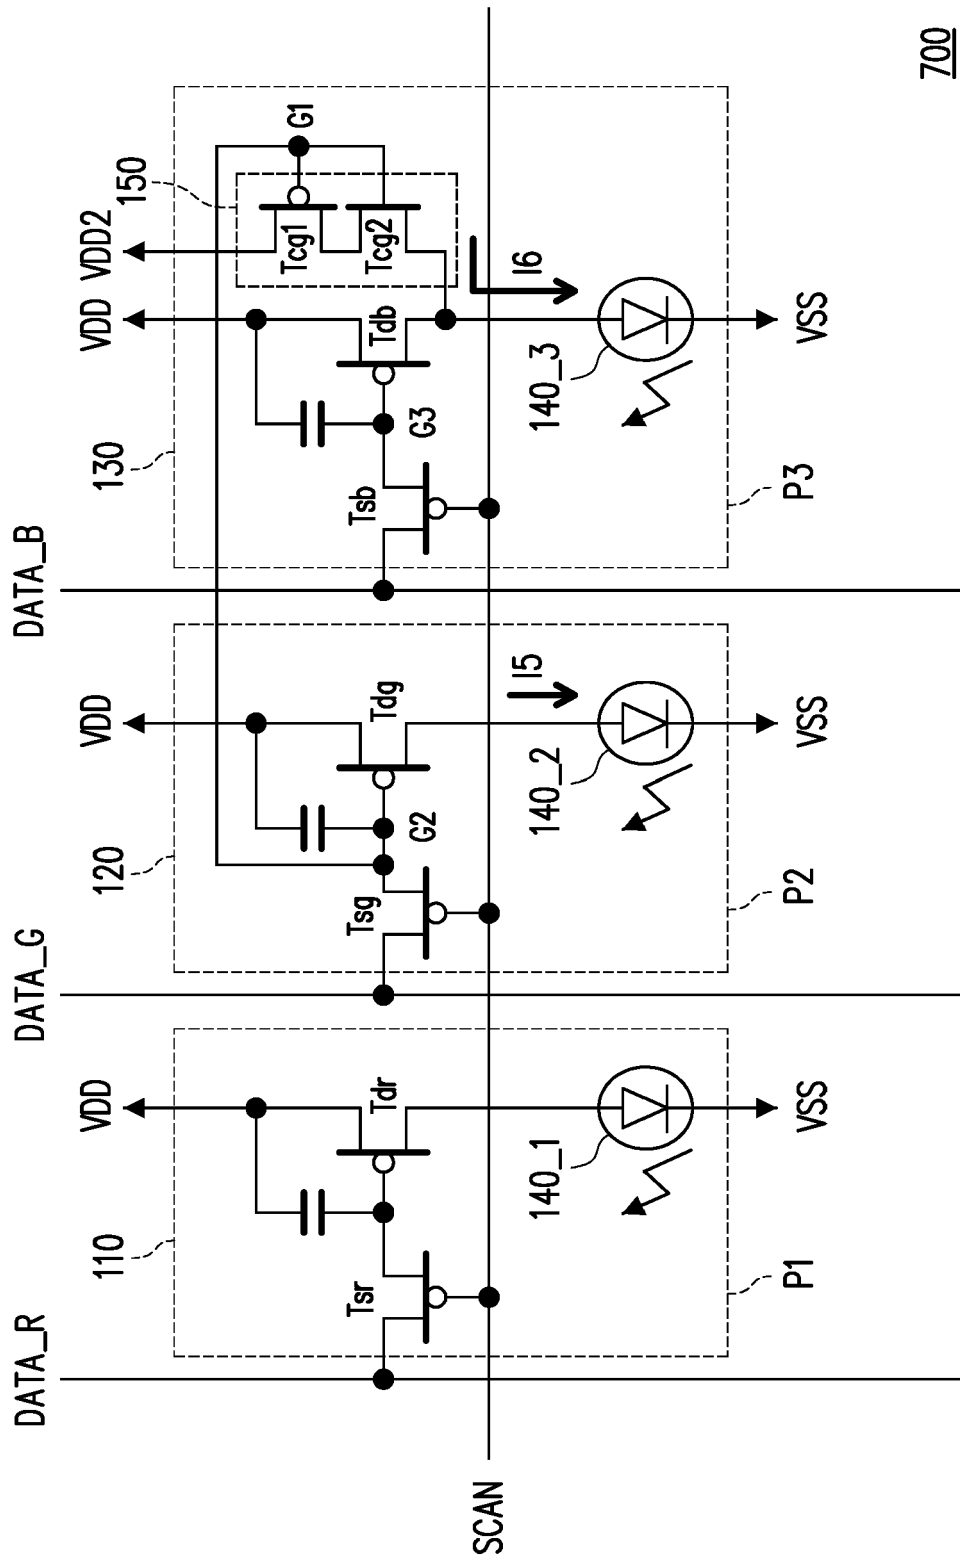 700
DATA_R
DATA_G
DATA_B
110
VDD
120
VDD
130
VDD
VDD2
150
G1
Tcg1
Tcg2
Tsr
Tdr
Tsg
G2
Tdg
Tsb
G3
Tdb
SCAN
I5
I6
140_1
140_2
140_3
P1
VSS
P2
VSS
P3
VSS